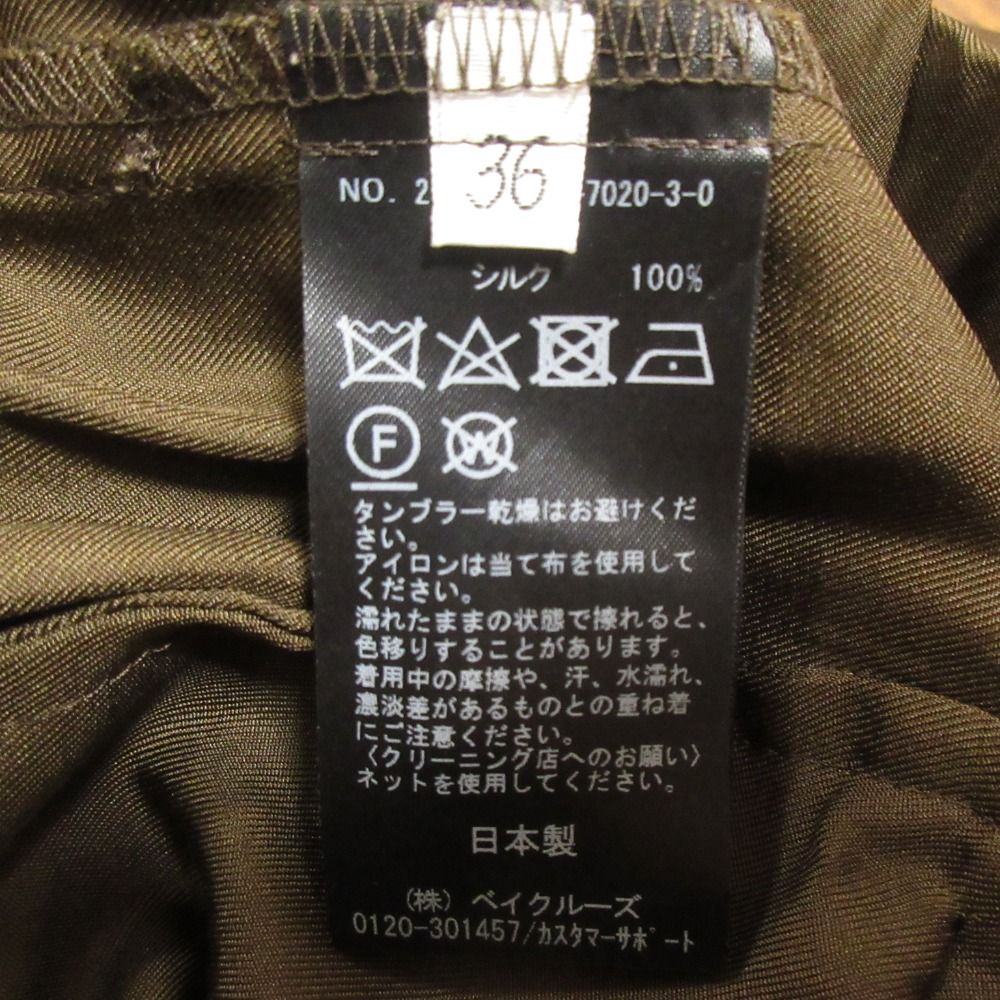 36
NO. 2 7020-3-0
シルク 100%
F
W
タンブラー乾燥はお避けくだ
さい。
アイロンは当て布を使用して
ください。
濡れたままの状態で擦れると、
色移りすることがあります。
着用中の摩擦や、汗、水濡れ、
濃淡差があるものとの重ね着
にご注意ください。
〈クリーニング店へのお願い〉
ネットを使用してください。
日本製
(株) ベイクルーズ
0120-301457/カスタマーサポート